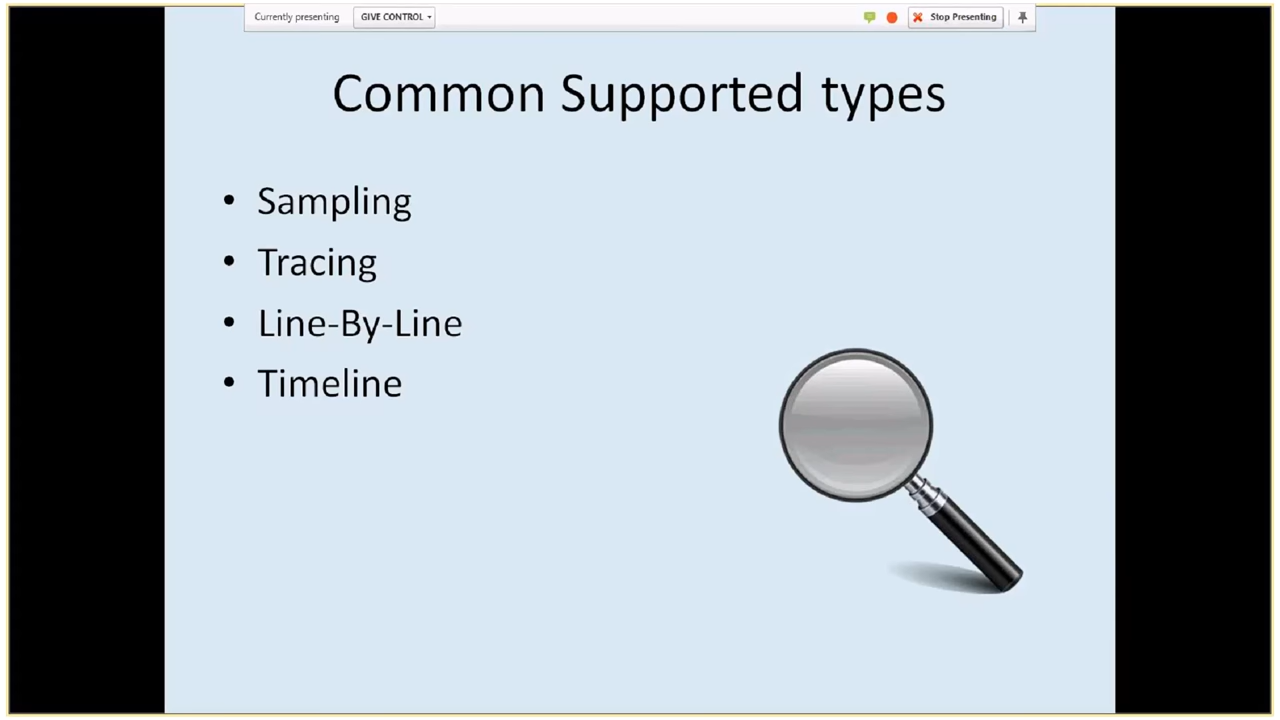 Currently presenting GIVE CONTROL Stop Presenting
Common Supported types
• Sampling
• Tracing
• Line-By-Line
• Timeline